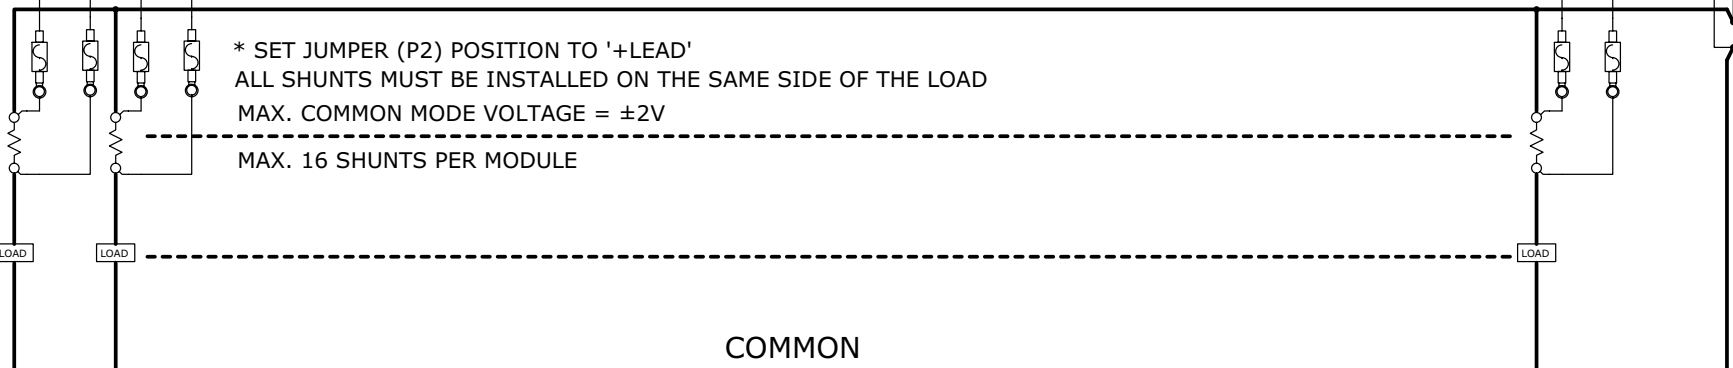 * SET JUMPER (P2) POSITION TO '+LEAD'
ALL SHUNTS MUST BE INSTALLED ON THE SAME SIDE OF THE LOAD
MAX. COMMON MODE VOLTAGE = ±2V
MAX. 16 SHUNTS PER MODULE
LOAD
LOAD
LOAD
COMMON